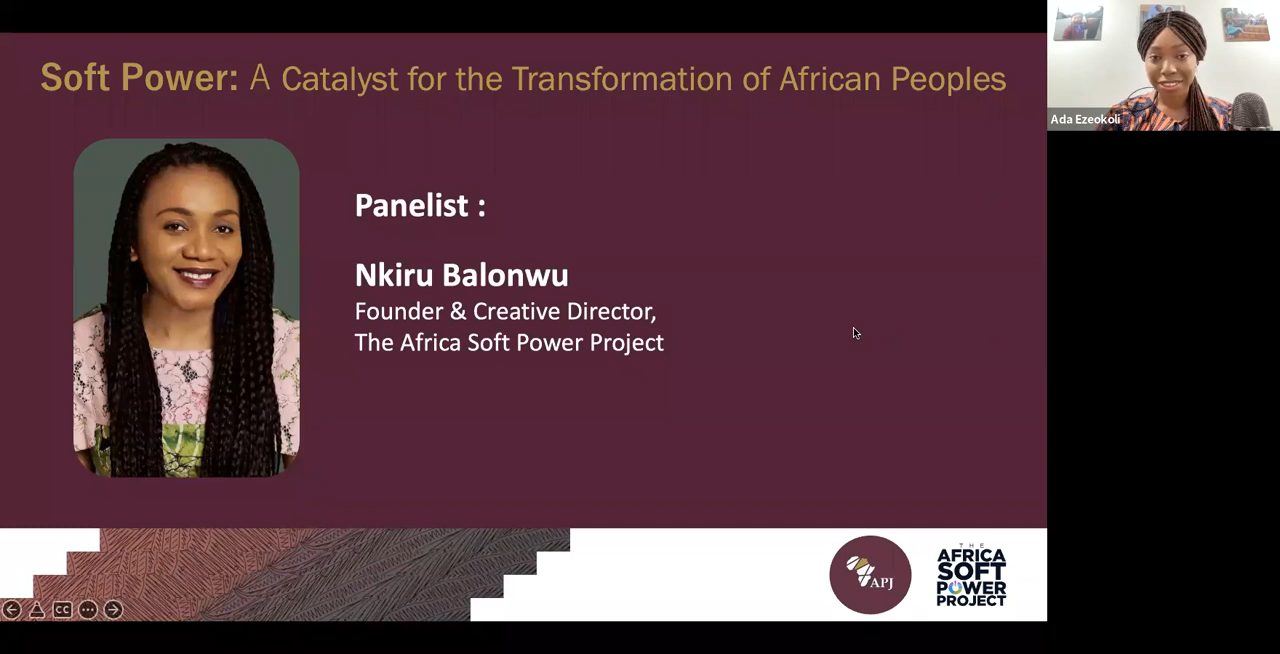 Soft Power: A Catalyst for the Transformation of African Peoples
Ada Ezeokoli
Panelist :
Nkiru Balonwu
Founder & Creative Director,
The Africa Soft Power Project
APJ
THE
AFRICA
SOFT
POWER
PROJECT
CC